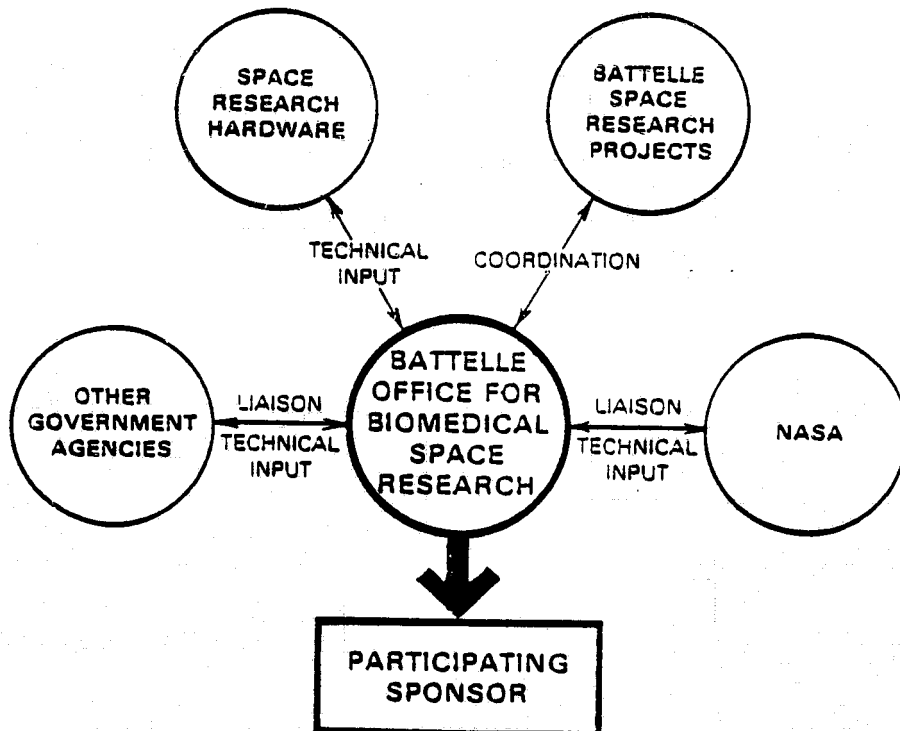 SPACE
RESEARCH
HARDWARE
BATTELLE
SPACE
RESEARCH
PROJECTS
TECHNICAL
INPUT
COORDINATION
OTHER
GOVERNMENT
AGENCIES
LIAISON
TECHNICAL
INPUT
BATTELLE
OFFICE FOR
BIOMEDICAL
SPACE
RESEARCH
LIAISON
TECHNICAL
INPUT
NASA
PARTICIPATING
SPONSOR